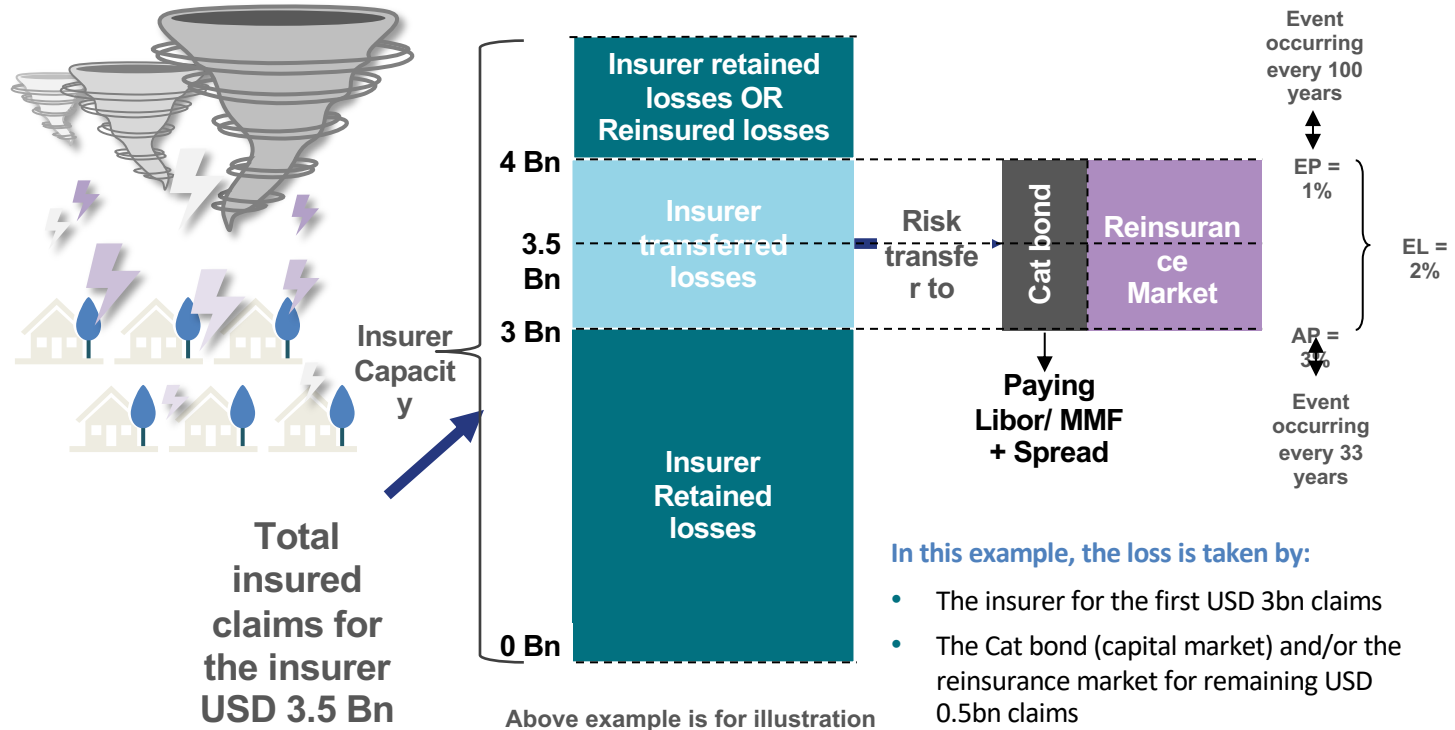 Insurer retained
losses OR
Reinsured losses
4 Bn
Insurer
transferred
losses
3.5
Bn
3 Bn
Insurer
Capacit
y
Insurer
Retained
losses
0 Bn
Total
insured
claims for
the insurer
USD 3.5 Bn
Risk
transfe
r to
Cat bond
Reinsuran
ce
Market
Paying
Libor/ MMF
+ Spread
Event
occurring
every 100
years
EP =
1%
EL =
2%
AP =
3%
Event
occurring
every 33
years
In this example, the loss is taken by:
• The insurer for the first USD 3bn claims
• The Cat bond (capital market) and/or the
reinsurance market for remaining USD
0.5bn claims
Above example is for illustration